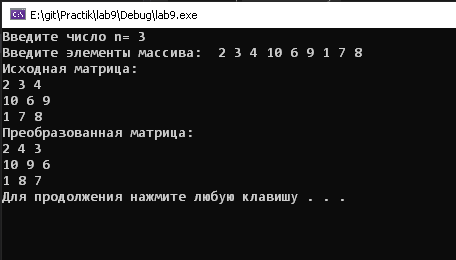 E:\git\Practik\lab9\Debug\lab9.exe
Введите число n= 3
Введите элементы массива:  2 3 4 10 6 9 1 7 8
Исходная матрица:
2 3 4
10 6 9
1 7 8
Преобразованная матрица:
2 4 3
10 9 6
1 8 7
Для продолжения нажмите любую клавишу . . .